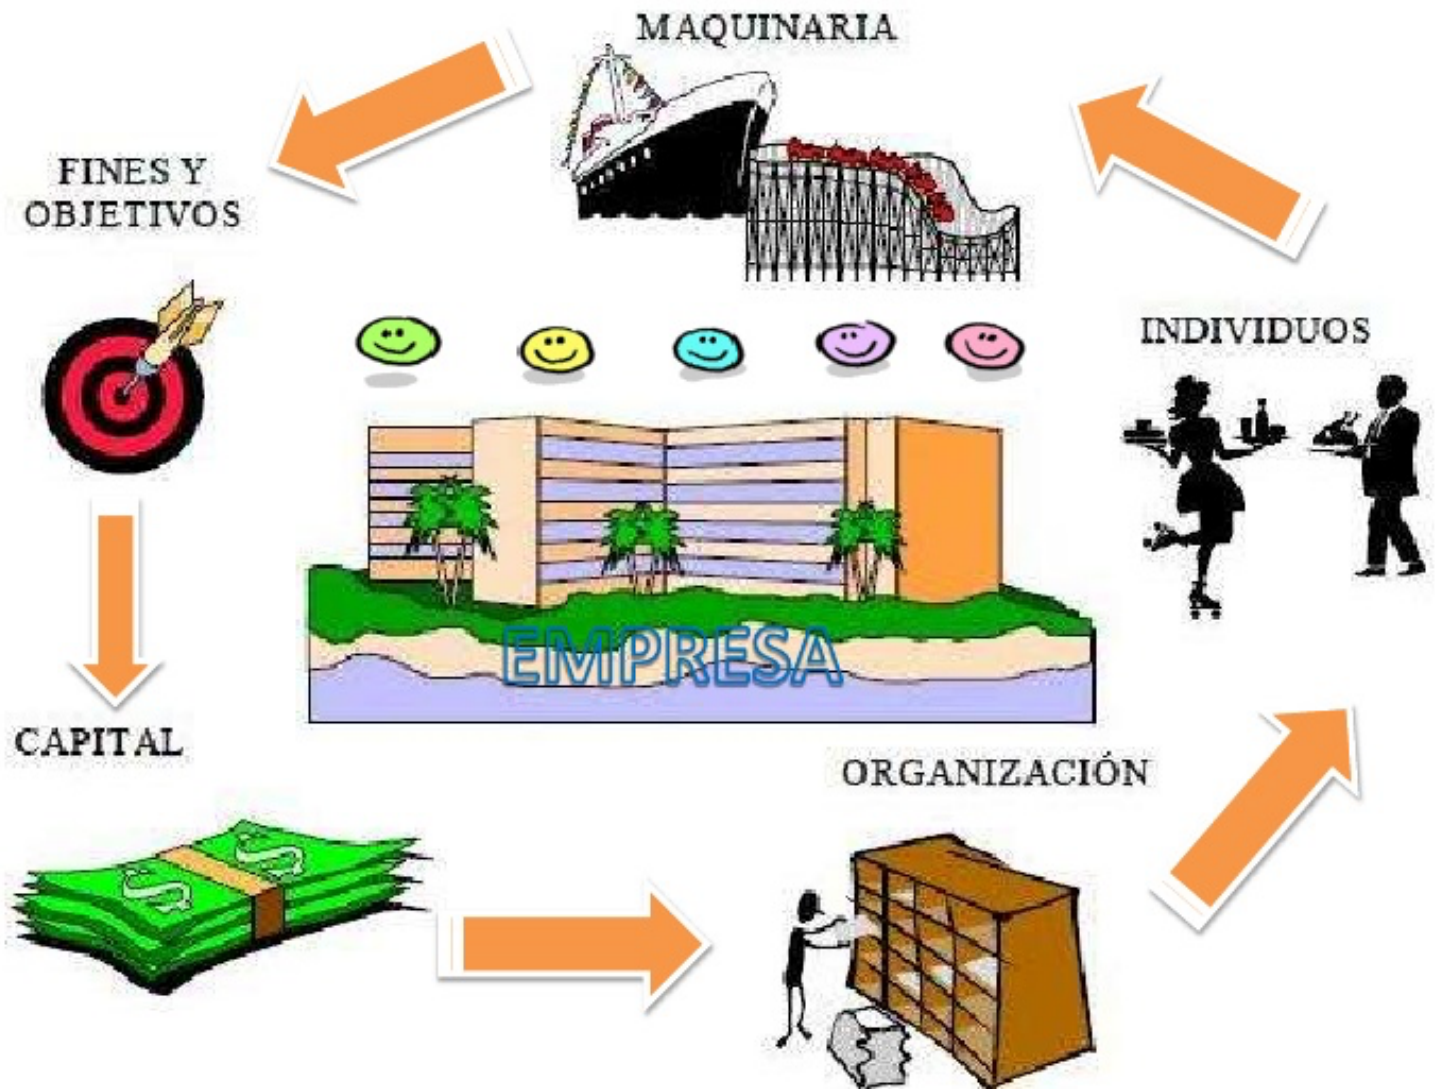 MAQUINARIA
FINES Y
OBJETIVOS
INDIVIDUOS
EMPRESA
CAPITAL
ORGANIZACIÓN